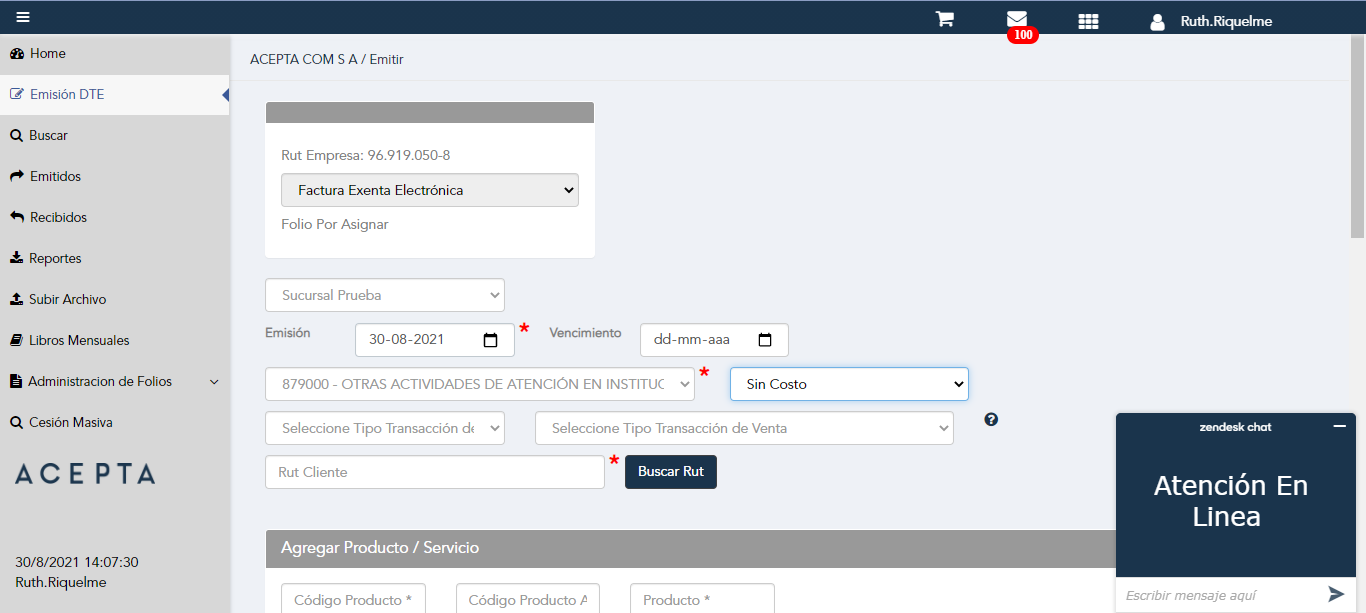 100
Ruth.Riquelme
Home
Emisión DTE
Buscar
Emitidos
Recibidos
Reportes
Subir Archivo
Libros Mensuales
Administracion de Folios
Cesión Masiva
ACEPTA
30/8/2021 14:07:30
Ruth.Riquelme
ACEPTA COM S A / Emitir
Rut Empresa: 96.919.050-8
Factura Exenta Electrónica
Folio Por Asignar
Sucursal Prueba
Emisión 30-08-2021 * Vencimiento dd-mm-aaa
879000 - OTRAS ACTIVIDADES DE ATENCIÓN EN INSTITUC * Sin Costo
Seleccione Tipo Transacción de Seleccione Tipo Transacción de Venta ?
Rut Cliente * Buscar Rut
Agregar Producto / Servicio
Código Producto * Código Producto A Producto *
zendesk chat
Atención En
Linea
Escribir mensaje aquí